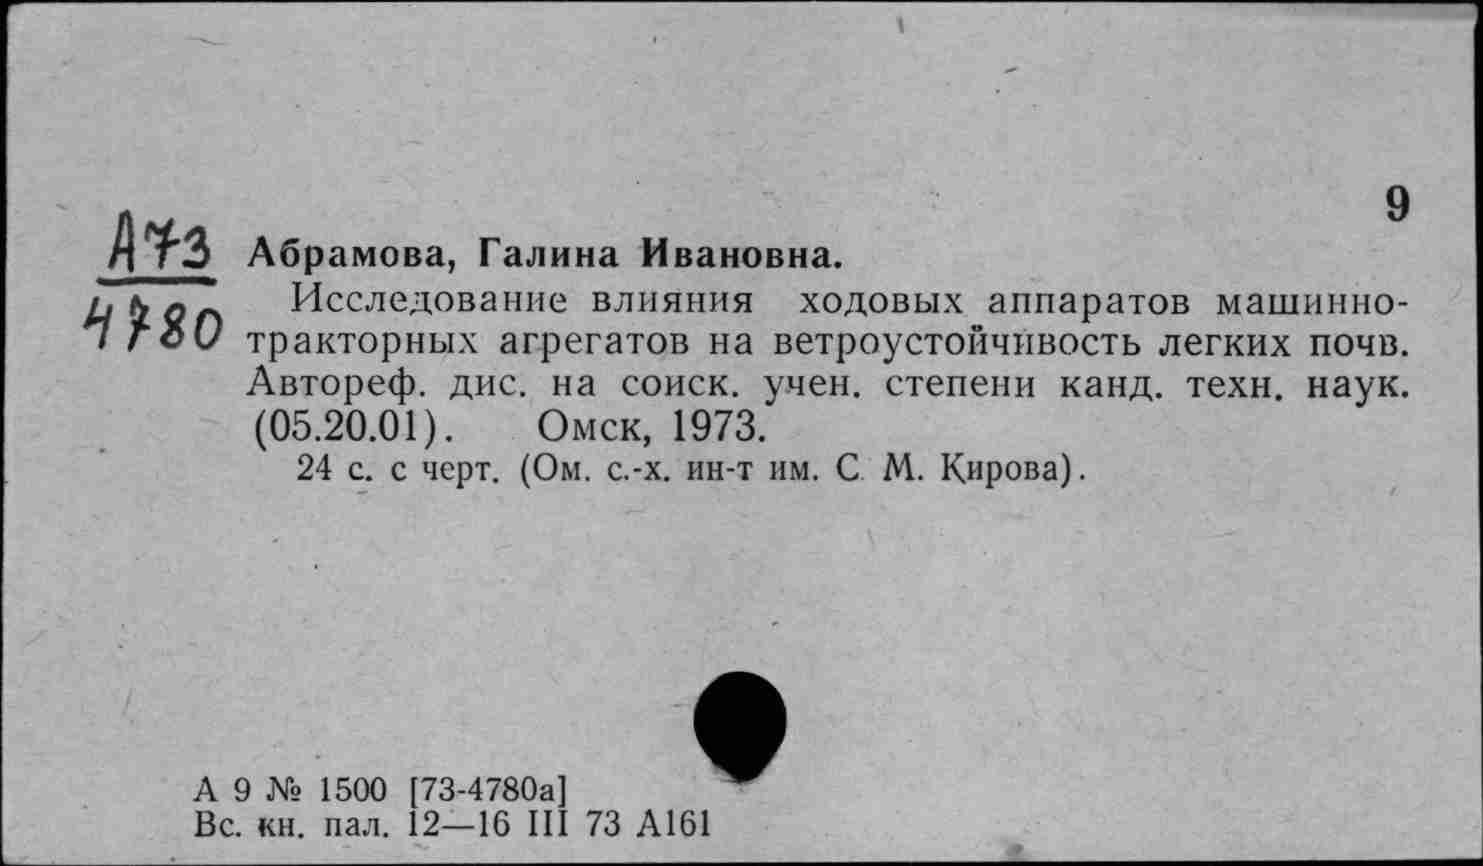 9
А73
4780
Абрамова, Галина Ивановна.
Исследование влияния ходовых аппаратов машинно-
тракторных агрегатов на ветроустойчивость легких почв.
Автореф. дис. на соиск. учен. степени канд. техн. наук.
(05.20.01). Омск, 1973.
24 с. с черт. (Ом. с.-х. ин-т им. С М. Кирова).
А 9 № 1500 [73-4780а]
Вс. кн. пал. 12—16 III 73 А161